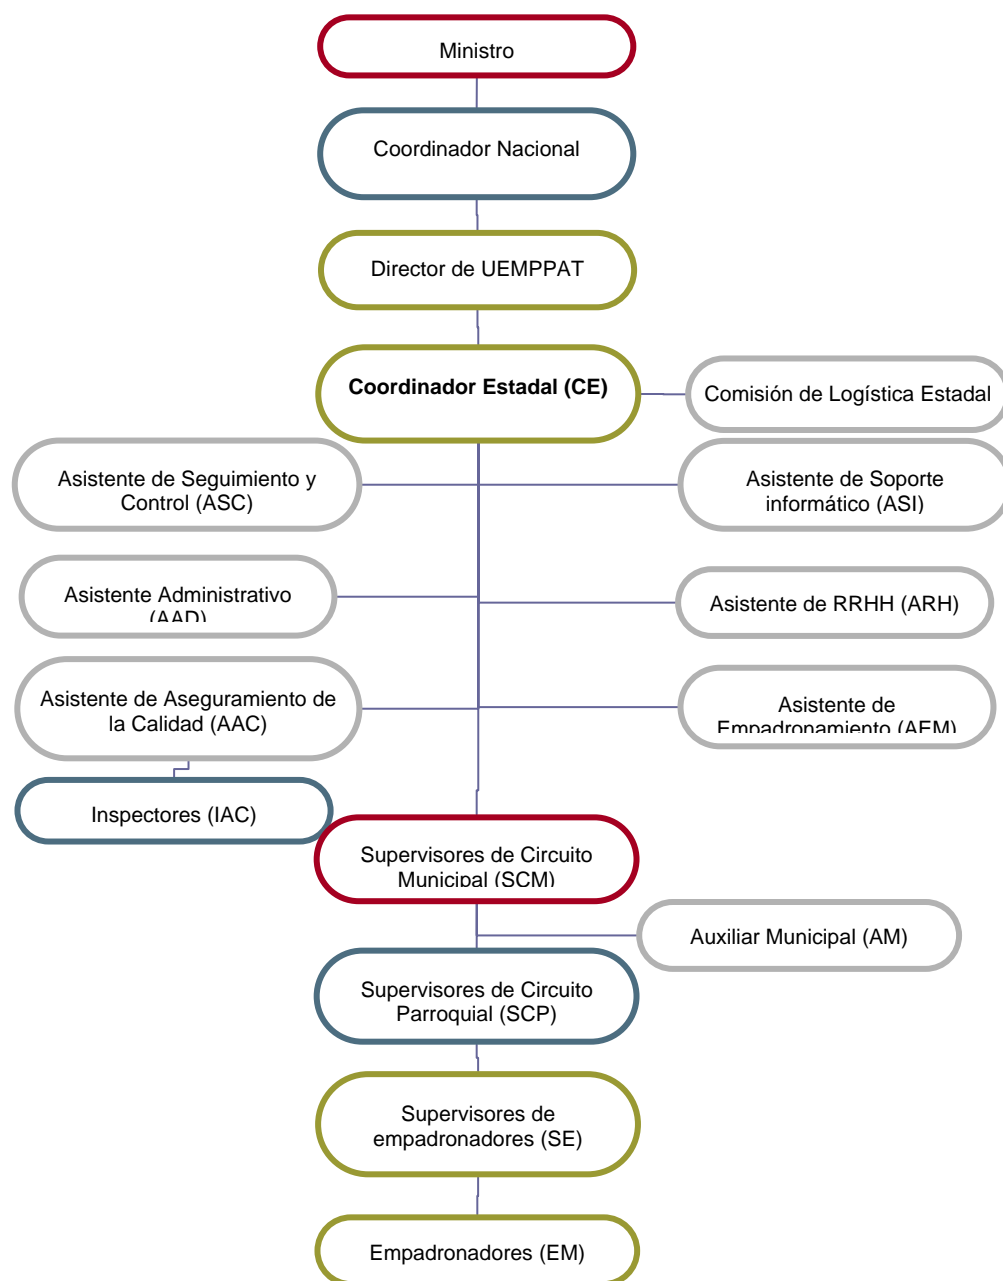 Ministro
Coordinador Nacional
Director de UEMPPAT
Coordinador Estadal (CE)
Comisión de Logística Estadal
Asistente de Seguimiento y
Control (ASC)
Asistente de Soporte
informático (ASI)
Asistente Administrativo
(AAD)
Asistente de RRHH (ARH)
Asistente de Aseguramiento de
la Calidad (AAC)
Asistente de
Empadronamiento (AEM)
Inspectores (IAC)
Supervisores de Circuito
Municipal (SCM)
Auxiliar Municipal (AM)
Supervisores de Circuito
Parroquial (SCP)
Supervisores de
empadronadores (SE)
Empadronadores (EM)